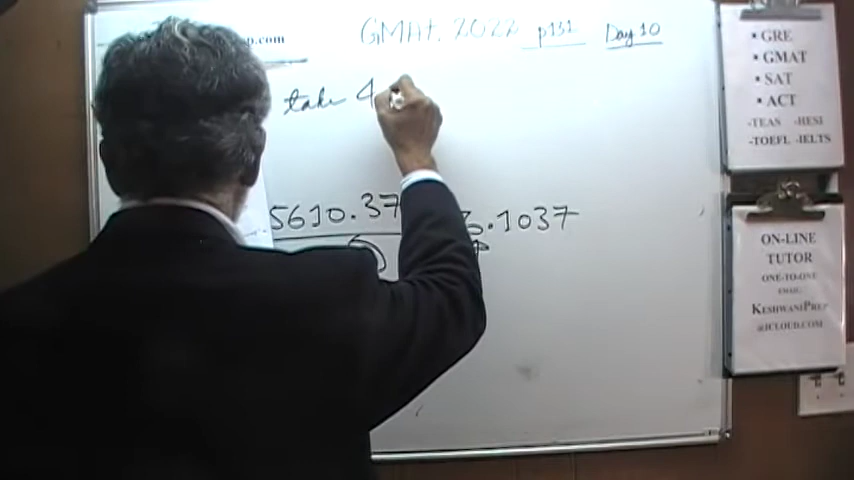 p.com
GMAT. 2022 p131 Day 10
take 4
5610.37
.1037
• GRE
• GMAT
• SAT
• ACT
-TEAS -HESI
-TOEFL -IELTS
ON-LINE
TUTOR
ONE-TO-ONE
EMAIL:
KESHWANIPREP
@ICLOUD.COM